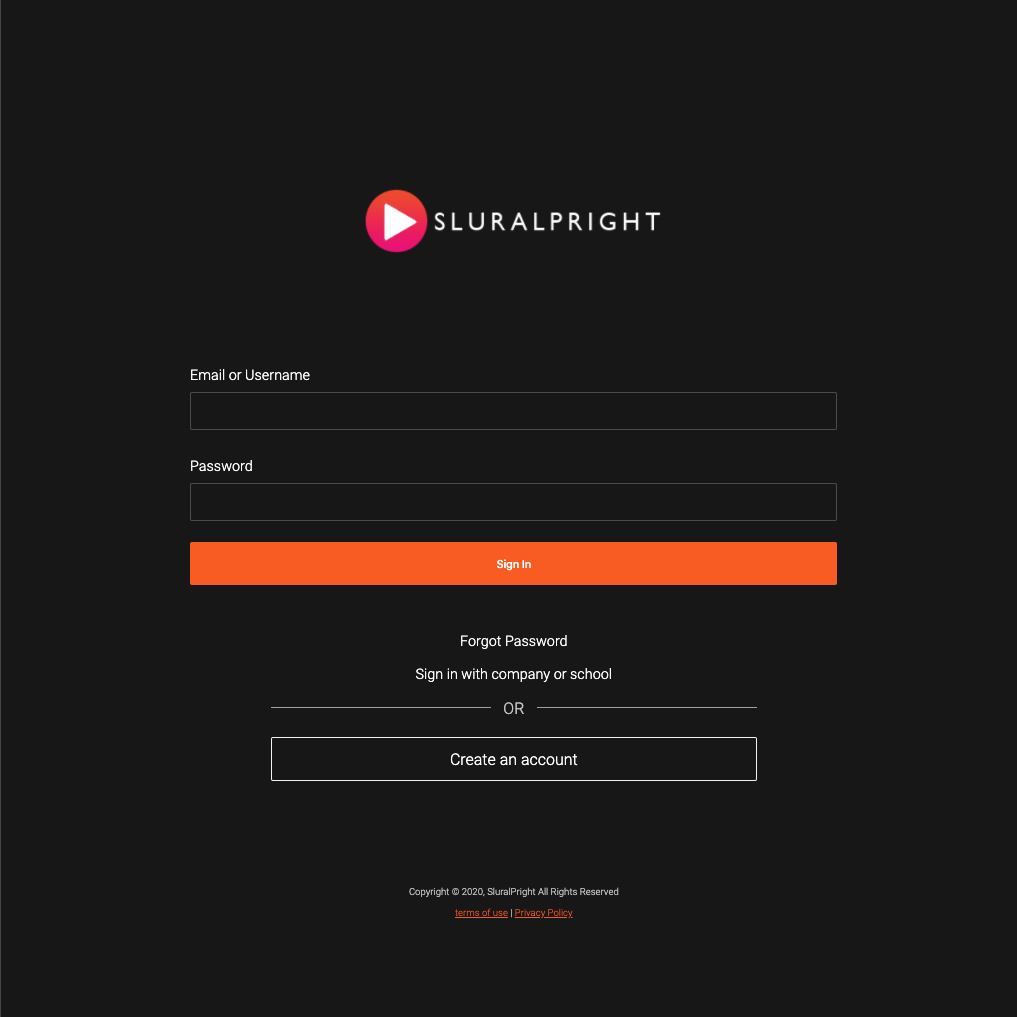 SLURALPRIGHT
Email or Username
Password
Sign In
Forgot Password
Sign in with company or school
OR
Create an account
Copyright © 2020, SluralPright All Rights Reserved
terms of use | Privacy Policy